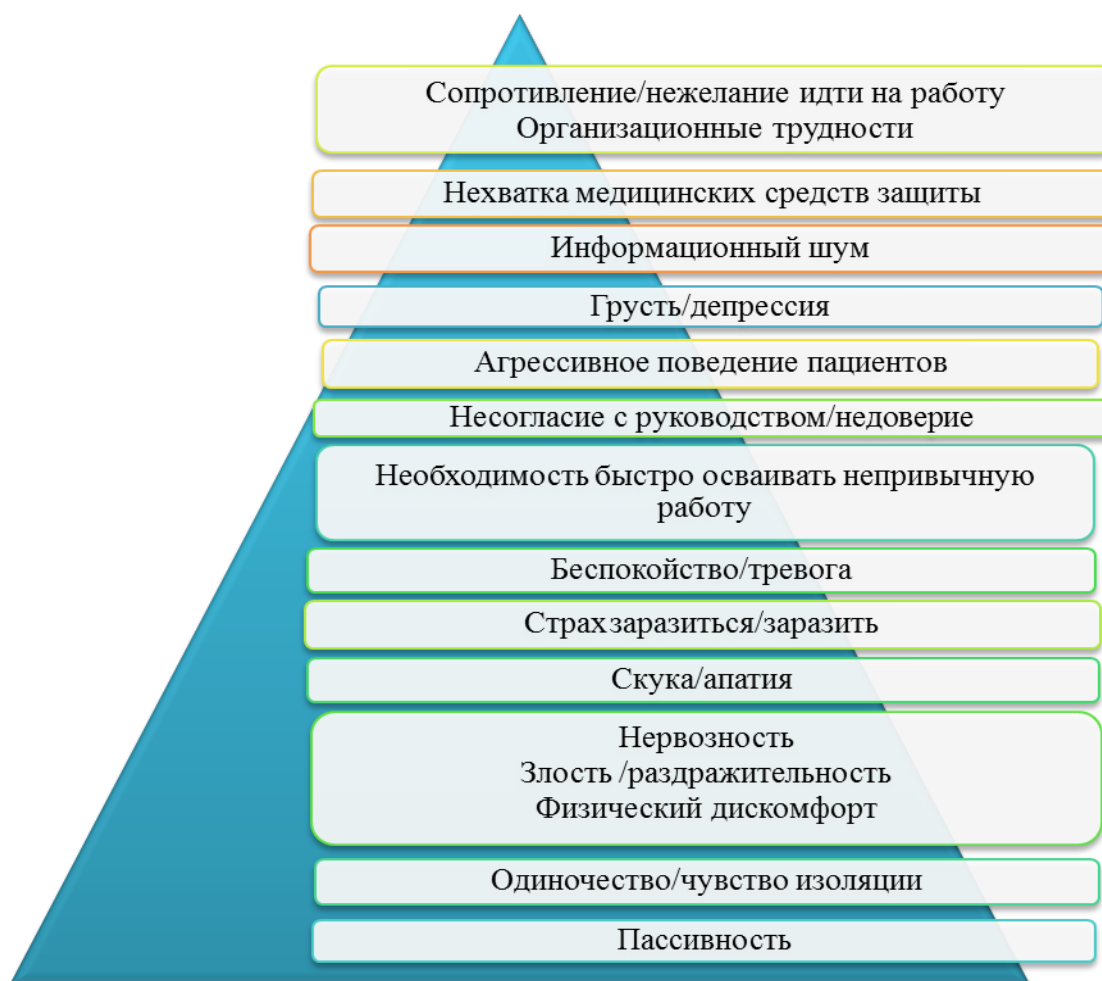 Сопротивление/нежелание идти на работу
Организационные трудности
Нехватка медицинских средств защиты
Информационный шум
Грусть/депрессия
Агрессивное поведение пациентов
Несогласие с руководством/недоверие
Необходимость быстро осваивать непривычную
работу
Беспокойство/тревога
Страх заразиться/заразить
Скука/апатия
Нервозность
Злость /раздражительность
Физический дискомфорт
Одиночество/чувство изоляции
Пассивность